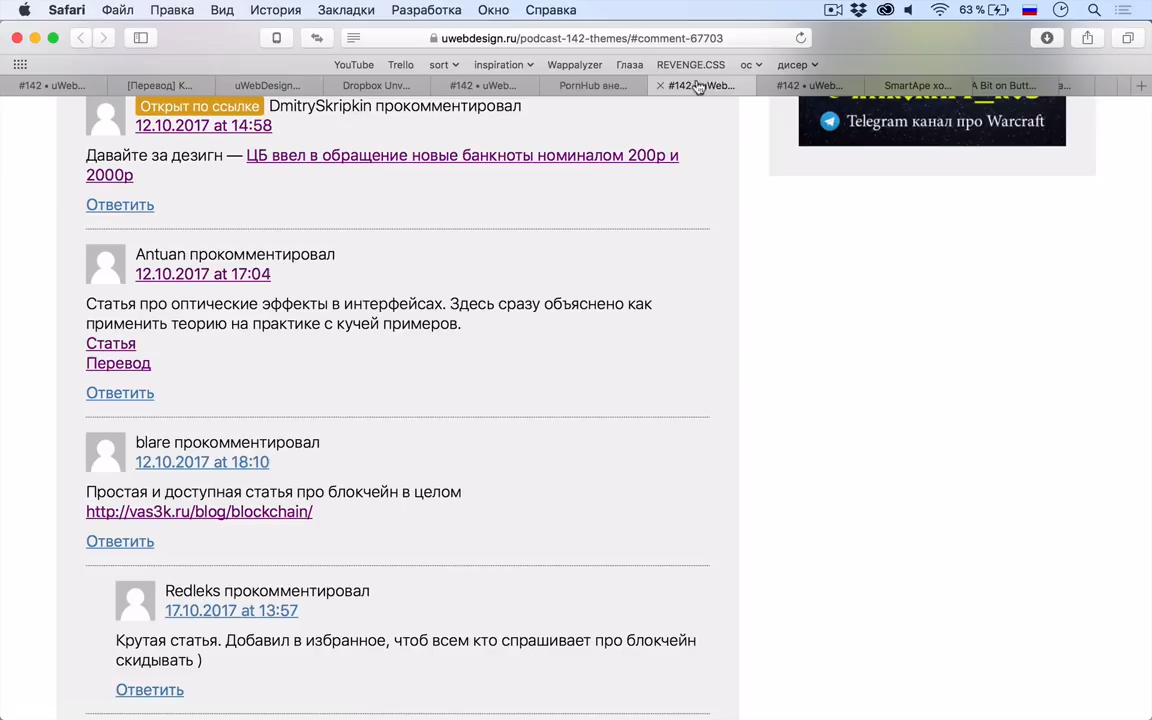 Safari Файл Правка Вид История Закладки Разработка Окно Справка 63 %
uwebdesign.ru/podcast-142-themes/#comment-67703
YouTube Trello sort inspiration Wappalyzer Глаза REVENGE.CSS ос дисер
#142 • uWeb... [Перевод] К... uWebDesign... Dropbox Unv... #142 • uWeb... PornHub вне... #142 uWeb... #142 • uWeb... SmartApe хо... A Bit on Butt...
Открыт по ссылке DmitrySkripkin прокомментировал
12.10.2017 at 14:58
Telegram канал про Warcraft
Давайте за дезигн — ЦБ ввел в обращение новые банкноты номиналом 200р и
2000р
Ответить
Antuan прокомментировал
12.10.2017 at 17:04
Статья про оптические эффекты в интерфейсах. Здесь сразу объяснено как
применить теорию на практике с кучей примеров.
Статья
Перевод
Ответить
blare прокомментировал
12.10.2017 at 18:10
Простая и доступная статья про блокчейн в целом
http://vas3k.ru/blog/blockchain/
Ответить
Redleks прокомментировал
17.10.2017 at 13:57
Крутая статья. Добавил в избранное, чтоб всем кто спрашивает про блокчейн
скидывать )
Ответить